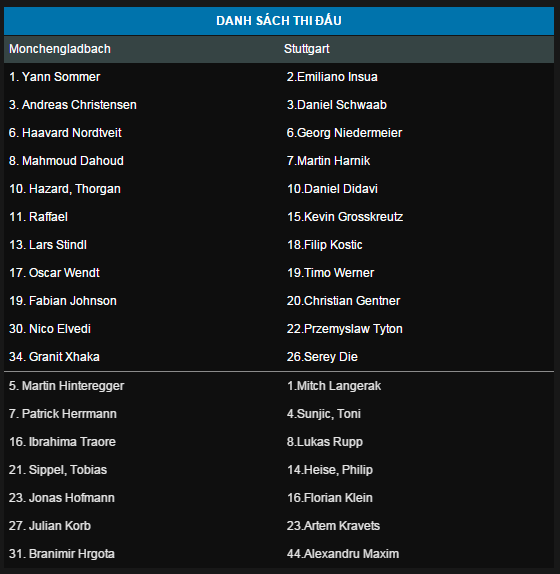 DANH SÁCH THI ĐẤU
Monchengladbach Stuttgart
1. Yann Sommer 2.Emiliano Insua
3. Andreas Christensen 3.Daniel Schwaab
6. Haavard Nordtveit 6.Georg Niedermeier
8. Mahmoud Dahoud 7.Martin Harnik
10. Hazard, Thorgan 10.Daniel Didavi
11. Raffael 15.Kevin Grosskreutz
13. Lars Stindl 18.Filip Kostic
17. Oscar Wendt 19.Timo Werner
19. Fabian Johnson 20.Christian Gentner
30. Nico Elvedi 22.Przemyslaw Tyton
34. Granit Xhaka 26.Serey Die
5. Martin Hinteregger 1.Mitch Langerak
7. Patrick Herrmann 4.Sunjic, Toni
16. Ibrahima Traore 8.Lukas Rupp
21. Sippel, Tobias 14.Heise, Philip
23. Jonas Hofmann 16.Florian Klein
27. Julian Korb 23.Artem Kravets
31. Branimir Hrgota 44.Alexandru Maxim